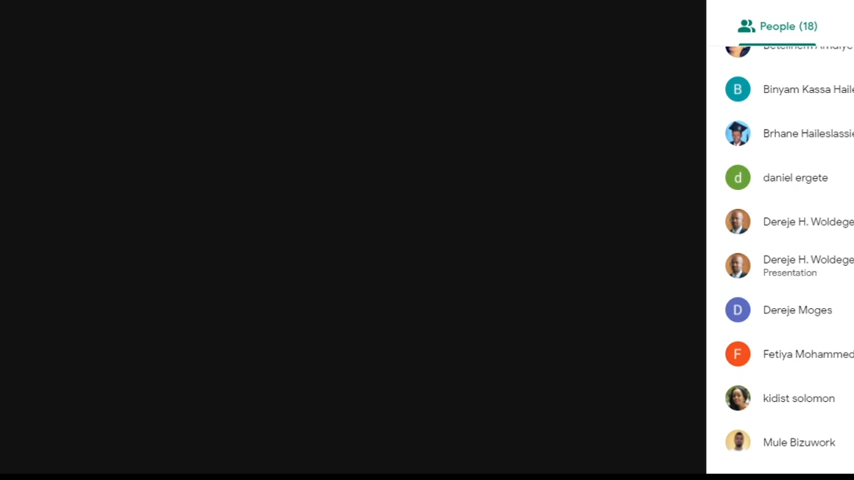 People (18)
B
Binyam Kassa Haile
Brhane Haileslassie
d
daniel ergete
Dereje H. Woldege
Dereje H. Woldege
Presentation
D
Dereje Moges
F
Fetiya Mohammed
kidist solomon
Mule Bizuwork